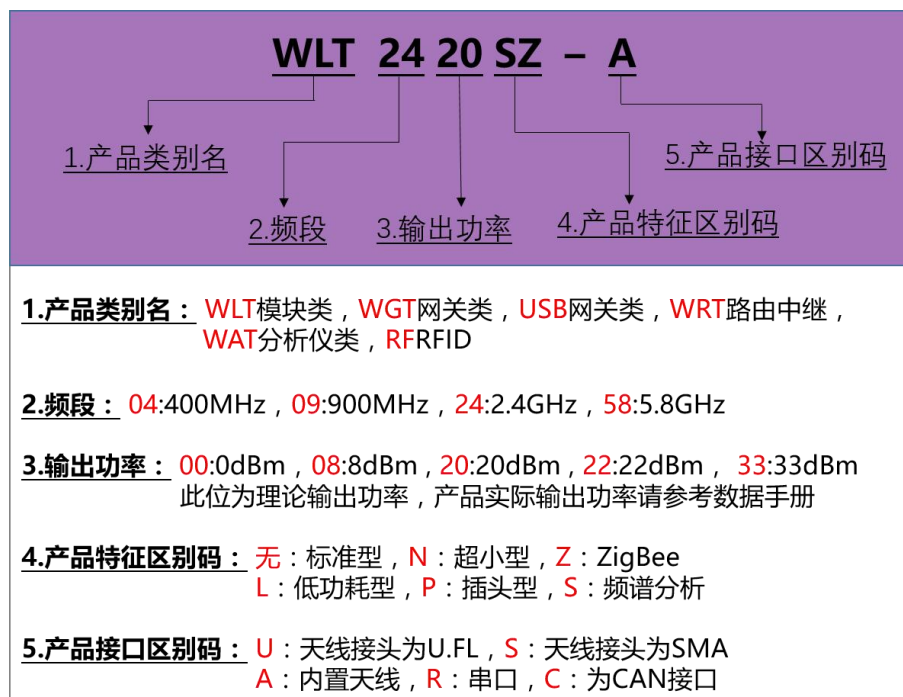 WLT 24 20 SZ – A
1.产品类别名
5.产品接口区别码
2.频段 3.输出功率 4.产品特征区别码
1.产品类别名：WLT模块类，WGT网关类，USB网关类，WRT路由中继，
WAT分析仪类，RFRFID
2.频段：04:400MHz，09:900MHz，24:2.4GHz，58:5.8GHz
3.输出功率：00:0dBm，08:8dBm，20:20dBm，22:22dBm， 33:33dBm
此位为理论输出功率，产品实际输出功率请参考数据手册
4.产品特征区别码：无：标准型，N：超小型，Z：ZigBee
L：低功耗型，P：插头型，S：频谱分析
5.产品接口区别码：U：天线接头为U.FL，S：天线接头为SMA
A：内置天线，R：串口，C：为CAN接口